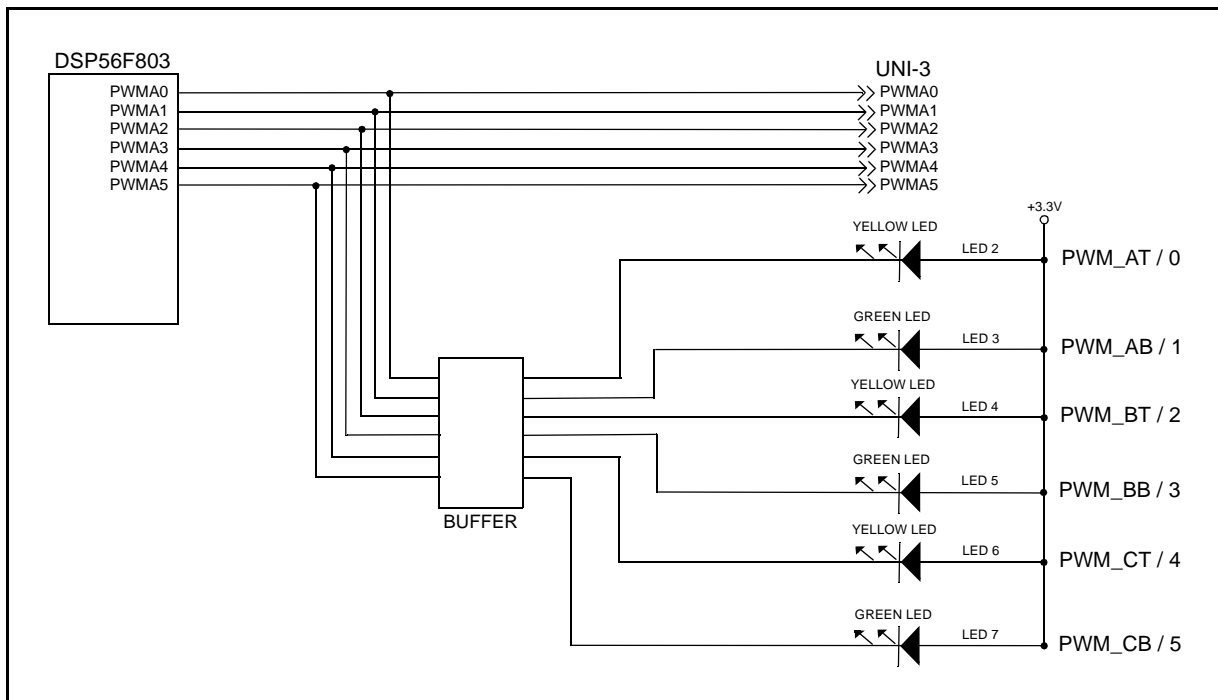 DSP56F803
PWMA0
PWMA1
PWMA2
PWMA3
PWMA4
PWMA5
UNI-3
PWMA0
PWMA1
PWMA2
PWMA3
PWMA4
PWMA5
+3.3V
YELLOW LED
LED 2
PWM_AT / 0
GREEN LED
LED 3
PWM_AB / 1
YELLOW LED
LED 4
PWM_BT / 2
GREEN LED
LED 5
PWM_BB / 3
BUFFER
YELLOW LED
LED 6
PWM_CT / 4
GREEN LED
LED 7
PWM_CB / 5